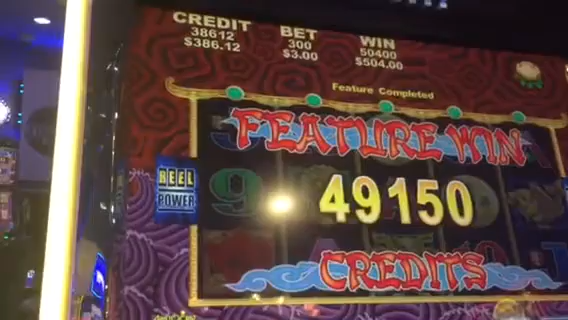 CREDIT BET WIN
38612 300 50400
$386.12 $3.00 $504.00
Feature Completed
FEATURE WIN
REEL
POWER
9
49150
CREDITS